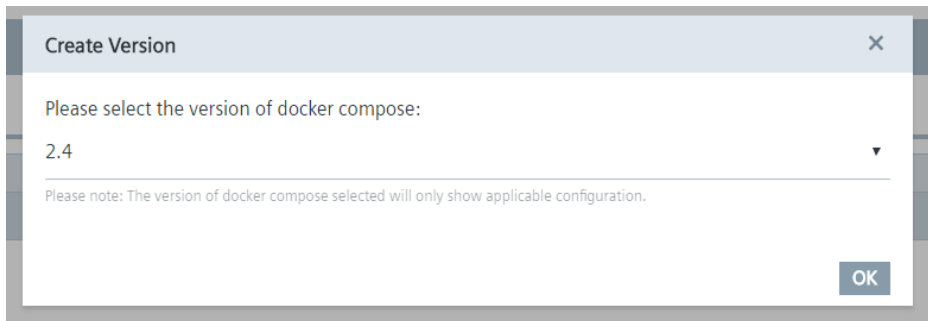 Create Version
Please select the version of docker compose:
2.4
Please note: The version of docker compose selected will only show applicable configuration.
OK